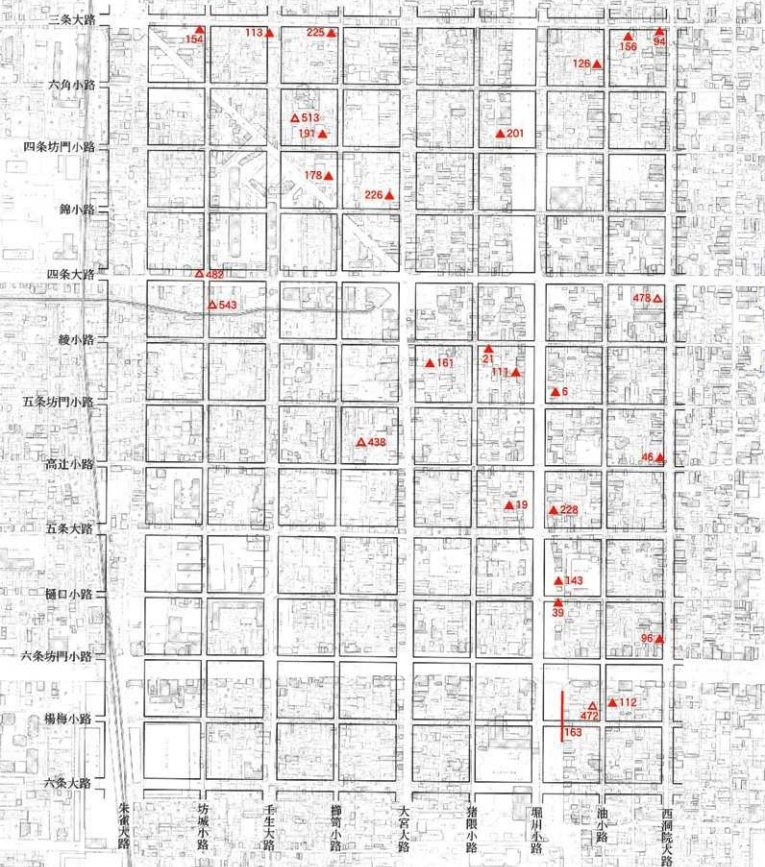 三条大路
154
113
225
156
94
126
六角小路
513
191
201
四条坊門小路
178
226
錦小路
四条大路
482
543
478
綾小路
21
161
111
6
五条坊門小路
438
46
高辻小路
19
228
五条大路
143
樋口小路
39
96
六条坊門小路
112
472
楊梅小路
163
六条大路
朱雀大路
坊城小路
壬生大路
櫛笥小路
大宮大路
猪隈小路
堀川小路
油小路
西洞院大路